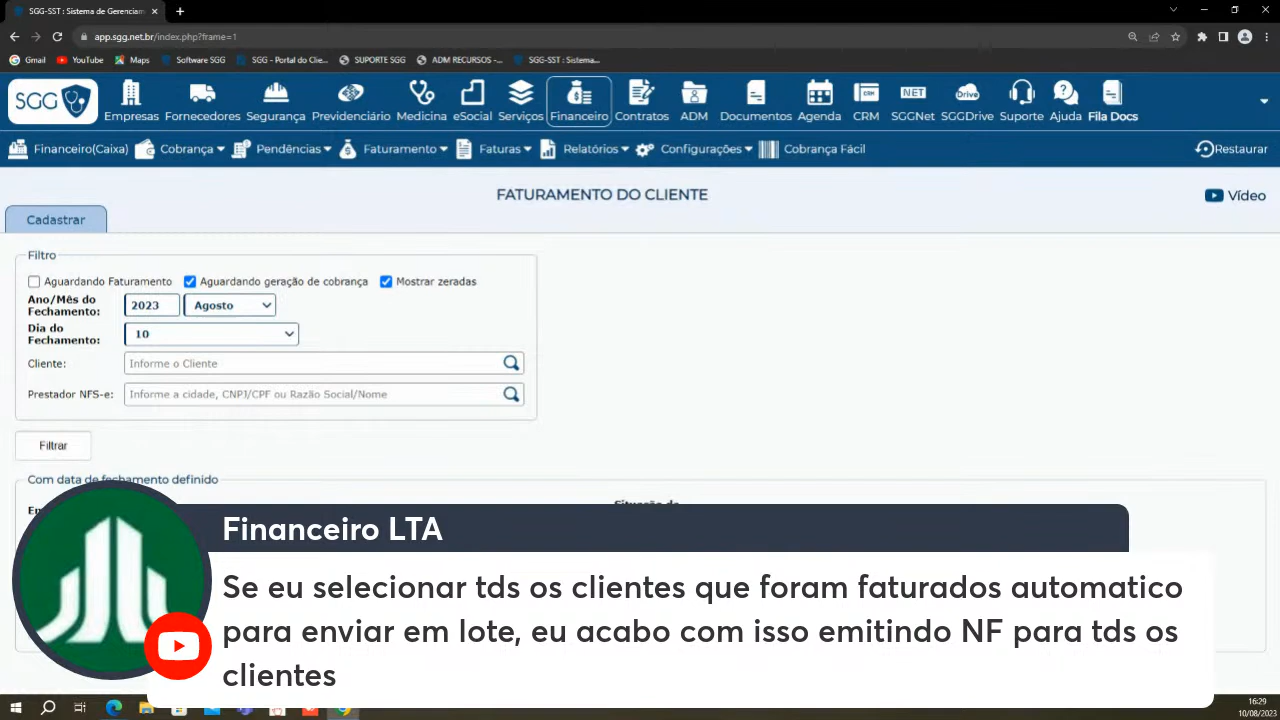 SGG-SST : Sistema de Gerenciam
app.sgg.net.br/index.php?frame=1
Gmail YouTube Maps Software SGG SGG - Portal do Clie... SUPORTE SGG ADM RECURSOS -... SGG-SST : Sistema...
SGG Empresas Fornecedores Segurança Previdenciário Medicina eSocial Serviços Financeiro Contratos ADM Documentos Agenda CRM SGGNet SGGDrive Suporte Ajuda Fila Docs
CRM NET Drive
Financeiro(Caixa) Cobrança Pendências Faturamento Faturas Relatórios Configurações Cobrança Fácil Restaurar
FATURAMENTO DO CLIENTE
Vídeo
Cadastrar
Filtro
Aguardando Faturamento Aguardando geração de cobrança Mostrar zeradas
Ano/Mês do
Fechamento: 2023 Agosto
Dia do
Fechamento: 10
Cliente: Informe o Cliente
Prestador NFS-e: Informe a cidade, CNPJ/CPF ou Razão Social/Nome
Filtrar
Com data de fechamento definido
Financeiro LTA
Se eu selecionar tds os clientes que foram faturados automatico
para enviar em lote, eu acabo com isso emitindo NF para tds os
clientes
16:29
10/08/2023